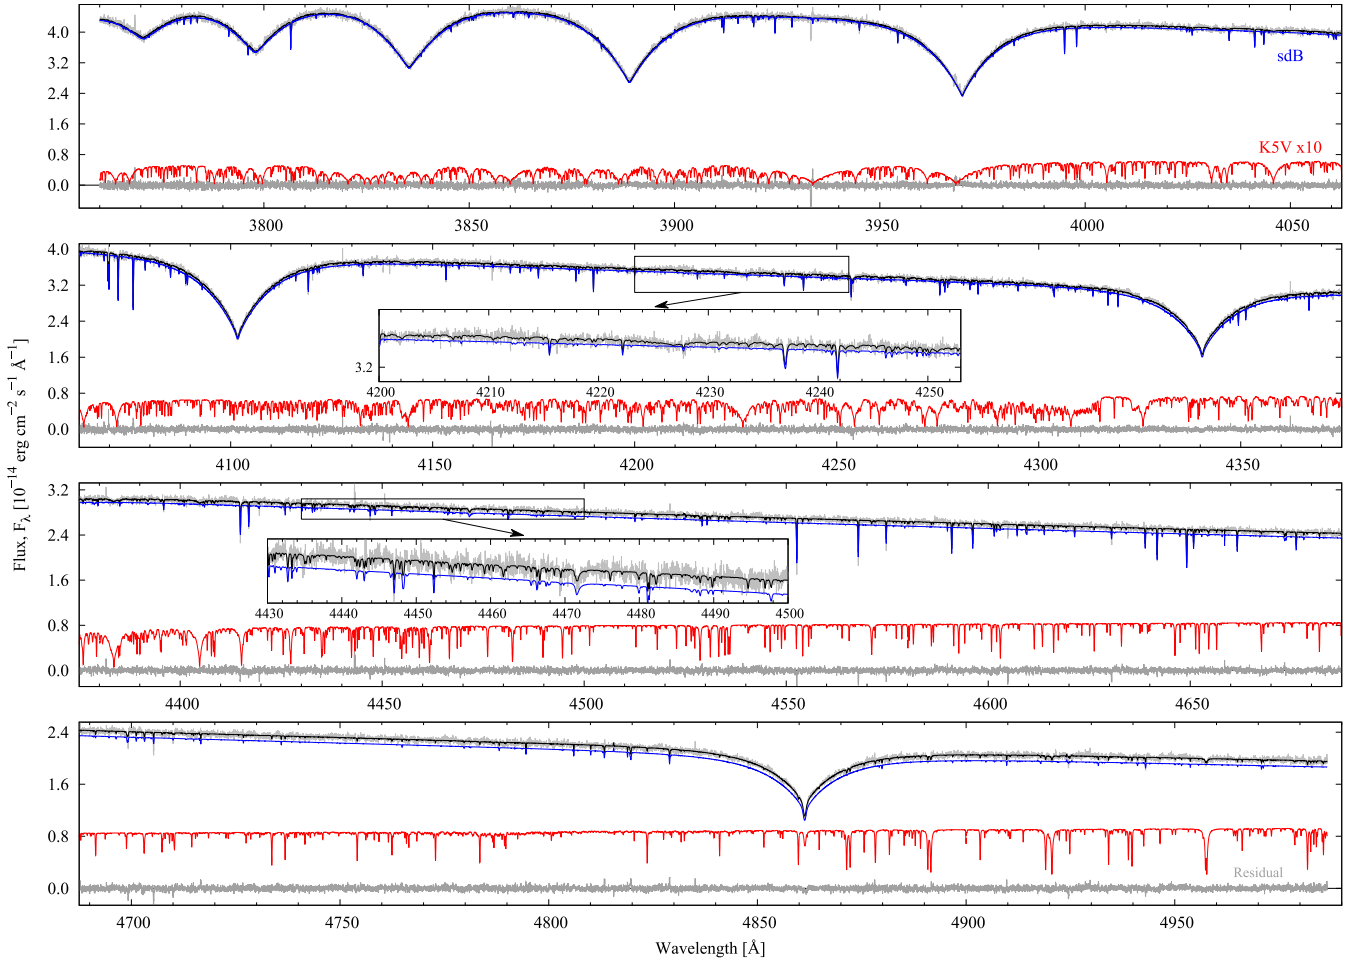 4.0
3.2
2.4
1.6
0.8
0.0
sdB
K5V x10
3800 3850 3900 3950 4000 4050
4.0
3.2
2.4
1.6
0.8
0.0
3.2
4200 4210 4220 4230 4240 4250
4100 4150 4200 4250 4300 4350
Flux, F_λ [10⁻¹⁴ erg cm⁻² s⁻¹ Å⁻¹]
3.2
2.4
1.6
0.8
0.0
4430 4440 4450 4460 4470 4480 4490 4500
4400 4450 4500 4550 4600 4650
2.4
1.6
0.8
0.0
Residual
4700 4750 4800 4850 4900 4950
Wavelength [Å]